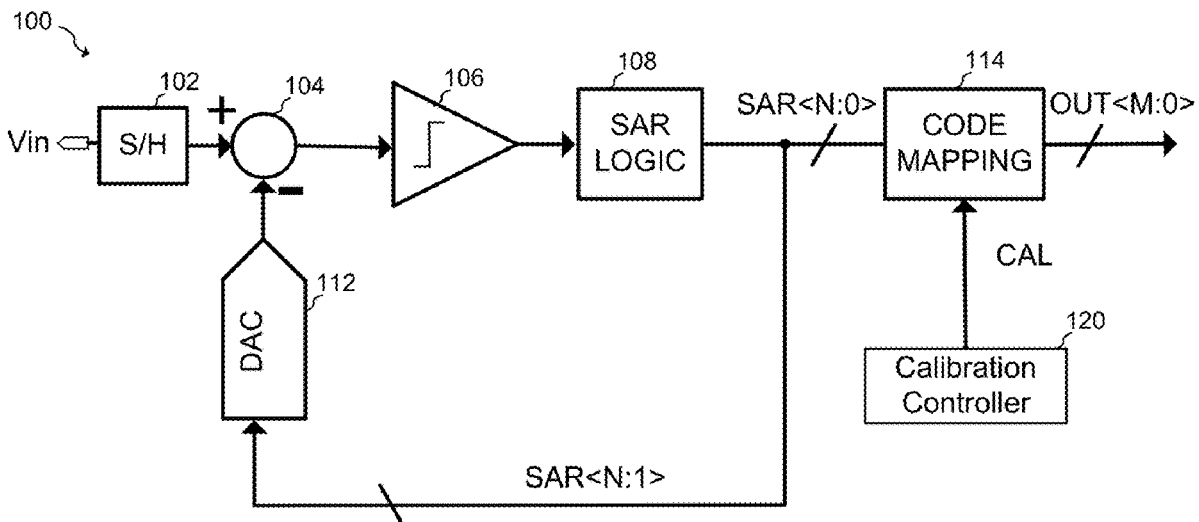 100
102
S/H
Vin
+
104
−
106
108
SAR
LOGIC
SAR<N:0>
114
CODE
MAPPING
OUT<M:0>
DAC
112
CAL
120
Calibration
Controller
SAR<N:1>